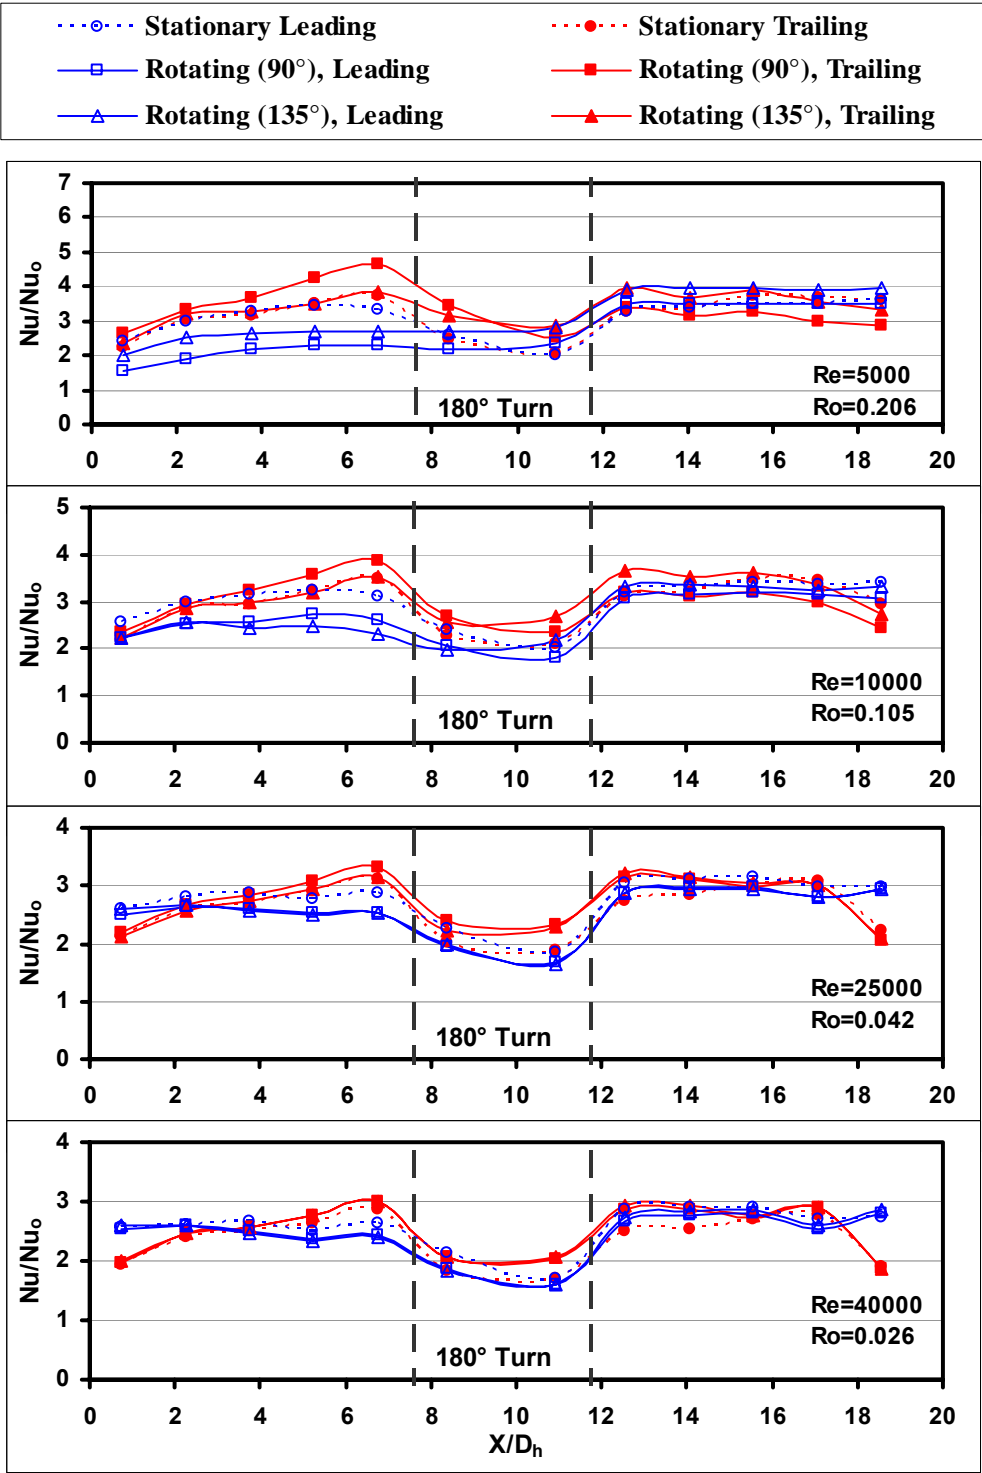 Stationary Leading Stationary Trailing
Rotating (90°), Leading Rotating (90°), Trailing
Rotating (135°), Leading Rotating (135°), Trailing
7
6
5
4
3
2
1
0
Nu/Nuₒ
Re=5000
Ro=0.206
180° Turn
0 2 4 6 8 10 12 14 16 18 20
5
4
3
2
1
0
Nu/Nuₒ
Re=10000
Ro=0.105
180° Turn
0 2 4 6 8 10 12 14 16 18 20
4
3
2
1
0
Nu/Nuₒ
Re=25000
Ro=0.042
180° Turn
0 2 4 6 8 10 12 14 16 18 20
4
3
2
1
0
Nu/Nuₒ
Re=40000
Ro=0.026
180° Turn
0 2 4 6 8 10 12 14 16 18 20
X/Dₕ